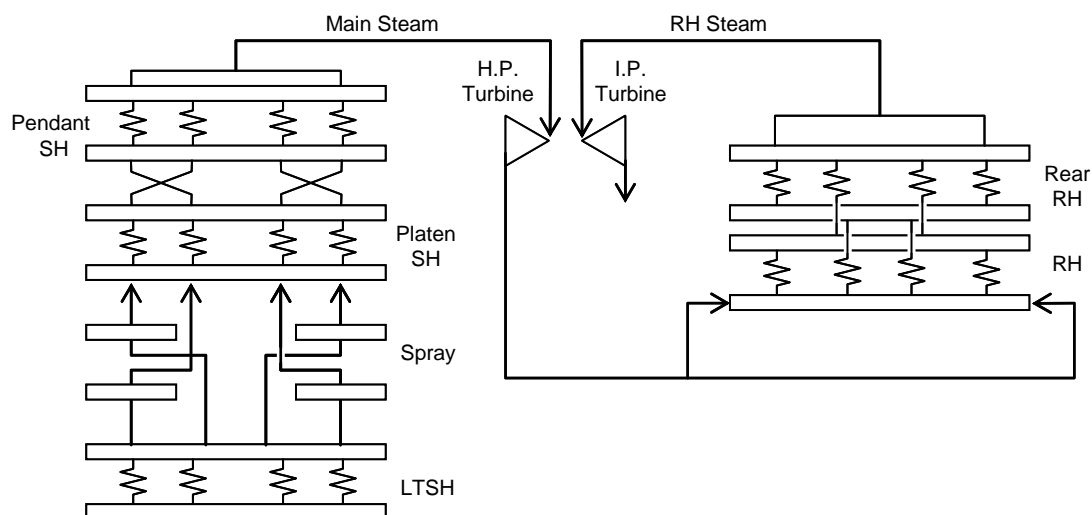 Main Steam
RH Steam
H.P.
Turbine
I.P.
Turbine
Pendant
SH
Rear
RH
Platen
SH
RH
Spray
LTSH